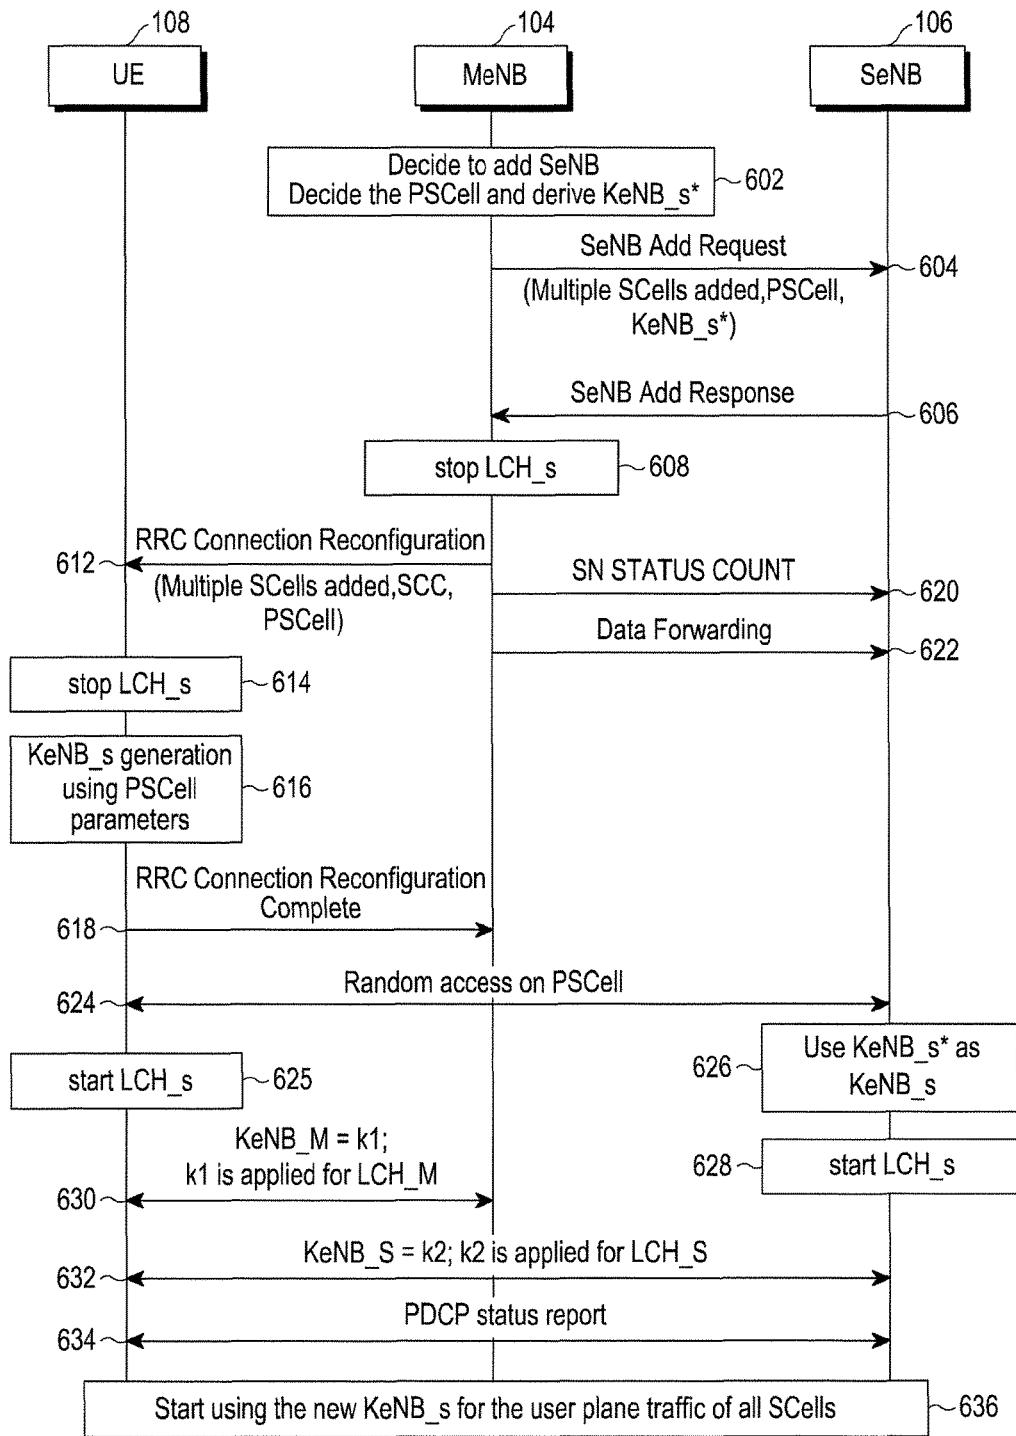 108
104
106
UE
MeNB
SeNB
Decide to add SeNB
Decide the PSCell and derive KeNB_s*
602
SeNB Add Request
604
(Multiple SCells added,PSCell,
KeNB_s*)
SeNB Add Response
606
stop LCH_s
608
RRC Connection Reconfiguration
612
(Multiple SCells added,SCC,
PSCell)
SN STATUS COUNT
620
Data Forwarding
622
stop LCH_s
614
KeNB_s generation
using PSCell
parameters
616
RRC Connection Reconfiguration
Complete
618
Random access on PSCell
624
start LCH_s
625
626
Use KeNB_s* as
KeNB_s
KeNB_M = k1;
k1 is applied for LCH_M
630
628
start LCH_s
KeNB_S = k2; k2 is applied for LCH_S
632
PDCP status report
634
Start using the new KeNB_s for the user plane traffic of all SCells
636